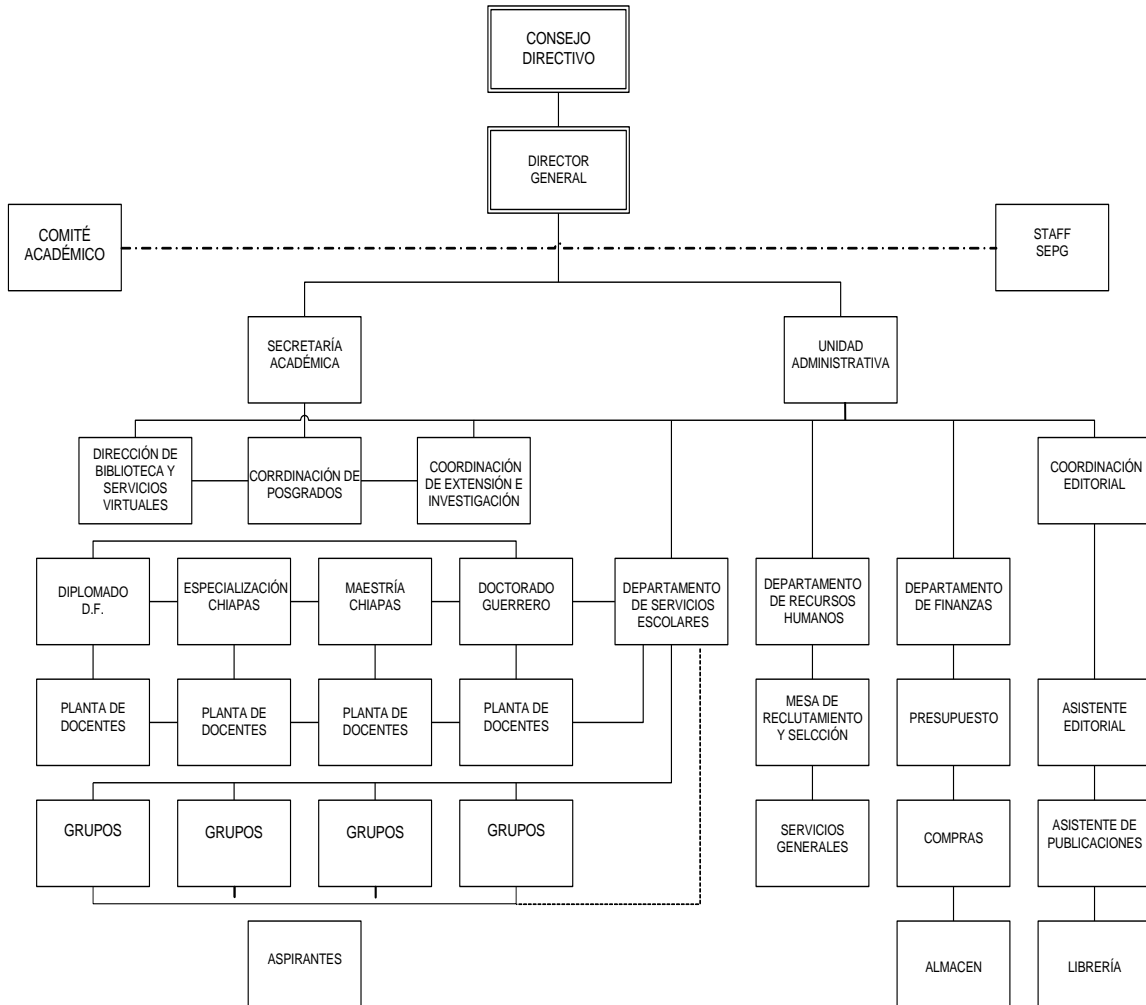 CONSEJO
DIRECTIVO
DIRECTOR
GENERAL
COMITÉ
ACADÉMICO
STAFF
SEPG
SECRETARÍA
ACADÉMICA
UNIDAD
ADMINISTRATIVA
DIRECCIÓN DE
BIBLIOTECA Y
SERVICIOS
VIRTUALES
CORRDINACIÓN DE
POSGRADOS
COORDINACIÓN
DE EXTENSIÓN E
INVESTIGACIÓN
COORDINACIÓN
EDITORIAL
DIPLOMADO
D.F.
ESPECIALIZACIÓN
CHIAPAS
MAESTRÍA
CHIAPAS
DOCTORADO
GUERRERO
DEPARTAMENTO
DE SERVICIOS
ESCOLARES
DEPARTAMENTO
DE RECURSOS
HUMANOS
DEPARTAMENTO
DE FINANZAS
PLANTA DE
DOCENTES
PLANTA DE
DOCENTES
PLANTA DE
DOCENTES
PLANTA DE
DOCENTES
MESA DE
RECLUTAMIENTO
Y SELCCIÓN
PRESUPUESTO
ASISTENTE
EDITORIAL
GRUPOS
GRUPOS
GRUPOS
GRUPOS
SERVICIOS
GENERALES
COMPRAS
ASISTENTE DE
PUBLICACIONES
ASPIRANTES
ALMACEN
LIBRERÍA